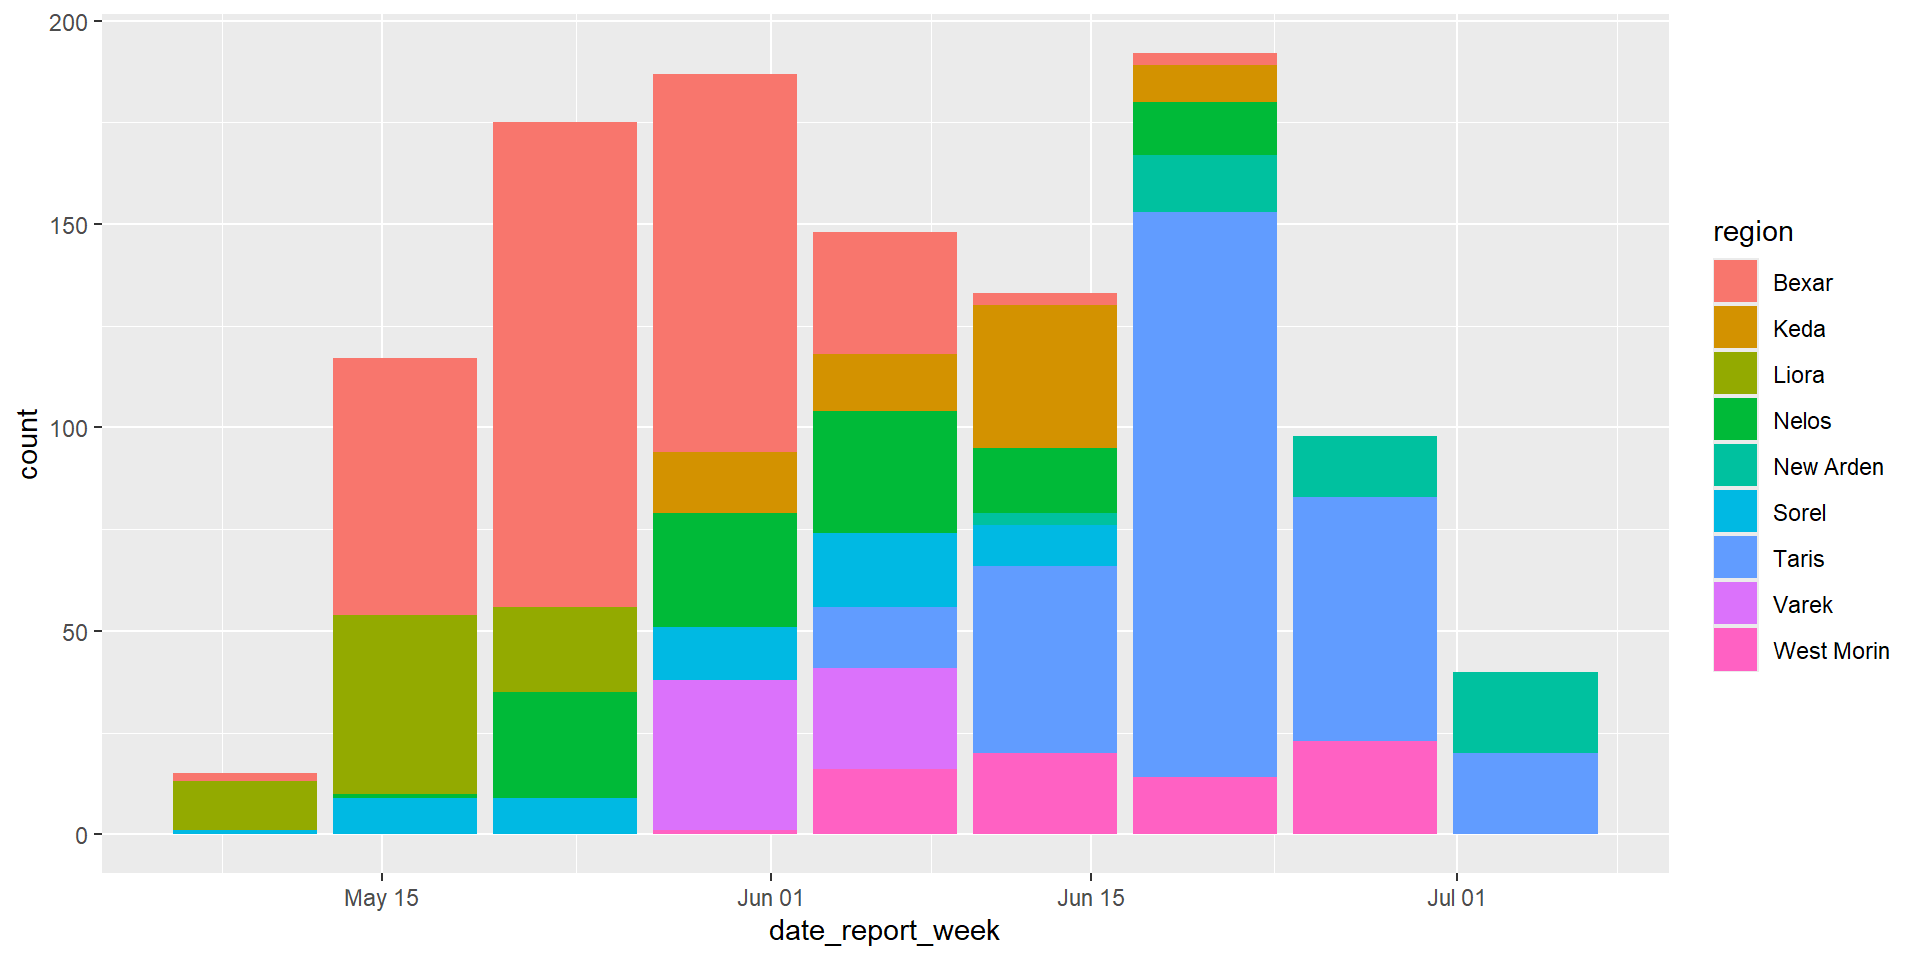 200
150
100
50
0
count
May 15
Jun 01
Jun 15
Jul 01
date_report_week
region
Bexar
Keda
Liora
Nelos
New Arden
Sorel
Taris
Varek
West Morin